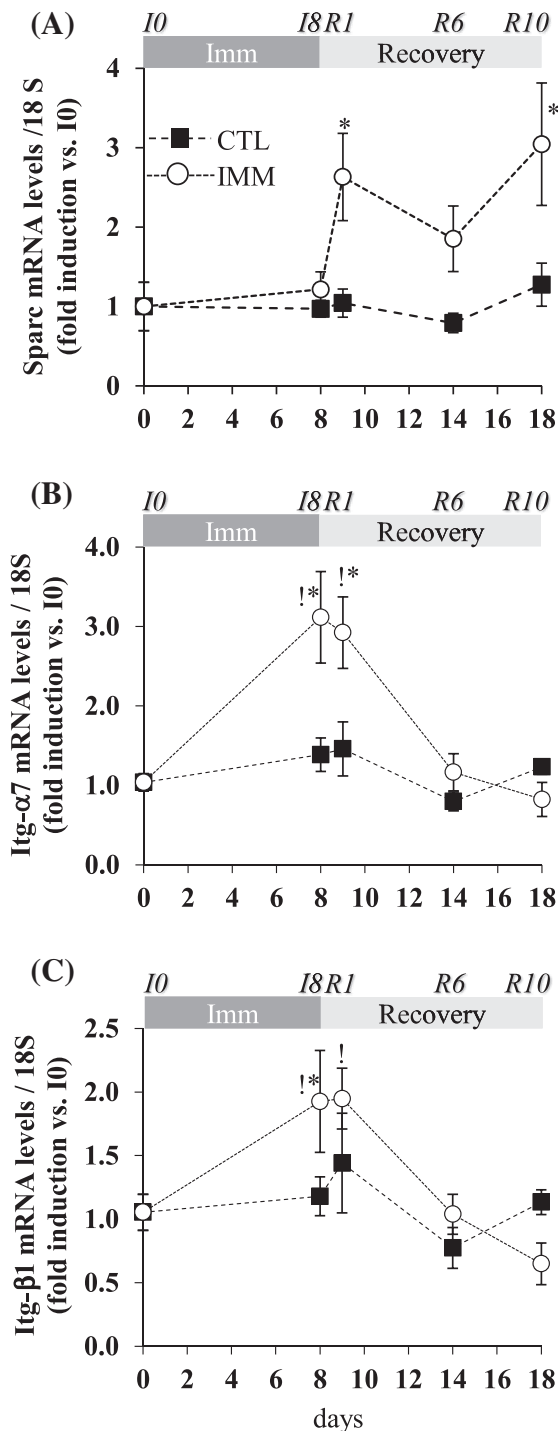 (A) I0 I8 R1 R6 R10
Imm Recovery
Sparc mRNA levels /18 S
(fold induction vs. I0)
4
3
2
1
0
CTL
IMM
*
*
0 2 4 6 8 10 12 14 16 18
(B) I0 I8 R1 R6 R10
Imm Recovery
Itg-α7 mRNA levels / 18S
(fold induction vs. I0)
4.0
3.0
2.0
1.0
0.0
!*
!*
0 2 4 6 8 10 12 14 16 18
(C) I0 I8 R1 R6 R10
Imm Recovery
Itg-β1 mRNA levels / 18S
(fold induction vs. I0)
2.5
2.0
1.5
1.0
0.5
0.0
!*
!
0 2 4 6 8 10 12 14 16 18
days